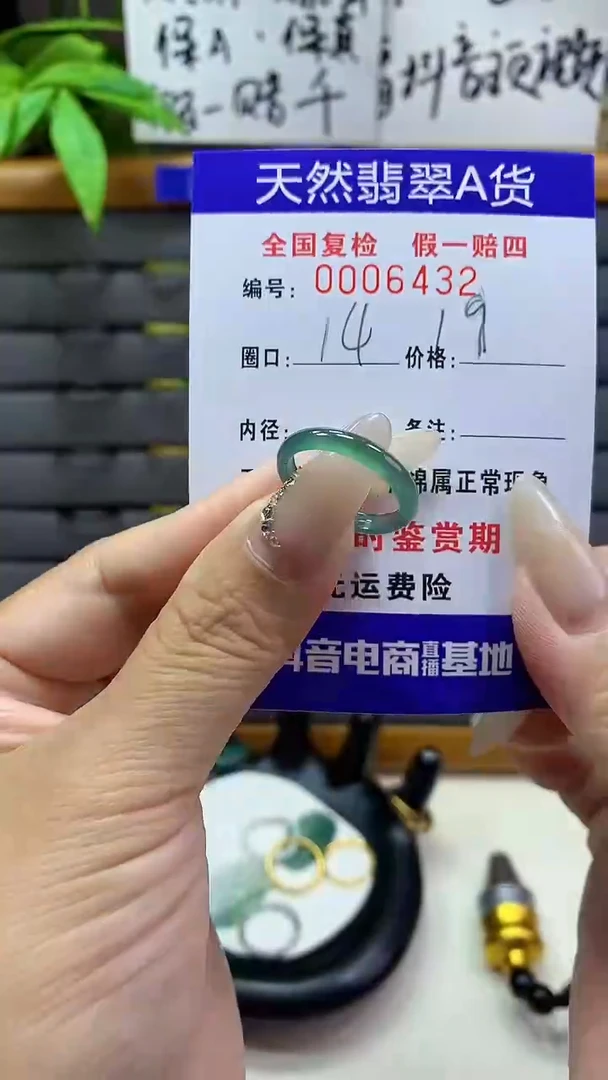 保A·保真
假一赔千
抖音
天然翡翠A货
全国复检 假一赔四
编号: 0006432
圈口: 14 价格: 19
内径: 备注:
棉属正常现象
时鉴赏期
运费险
抖音电商直播基地